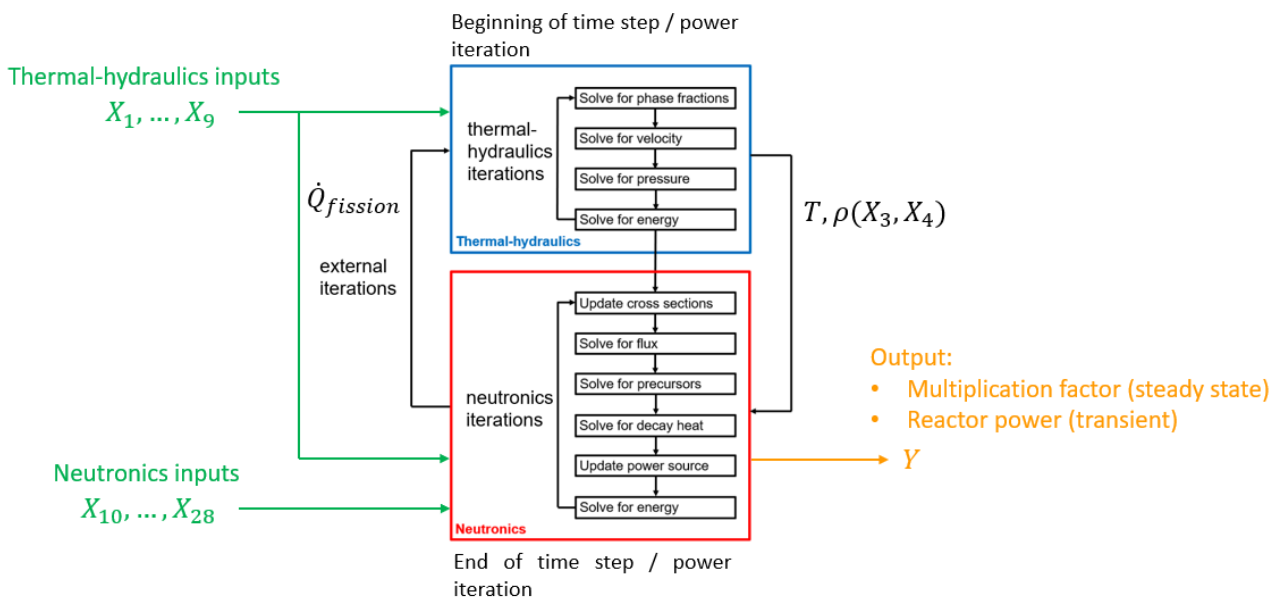 Beginning of time step / power
iteration
Thermal-hydraulics inputs
X₁, ... , X₉
thermal-
hydraulics
iterations
Solve for phase fractions
Solve for velocity
Solve for pressure
Solve for energy
Thermal-hydraulics
Q̇fission
T, ρ(X₃, X₄)
external
iterations
neutronics
iterations
Update cross sections
Solve for flux
Solve for precursors
Solve for decay heat
Update power source
Solve for energy
Neutronics
Output:
• Multiplication factor (steady state)
• Reactor power (transient)
Y
Neutronics inputs
X₁₀, ... , X₂₈
End of time step / power
iteration